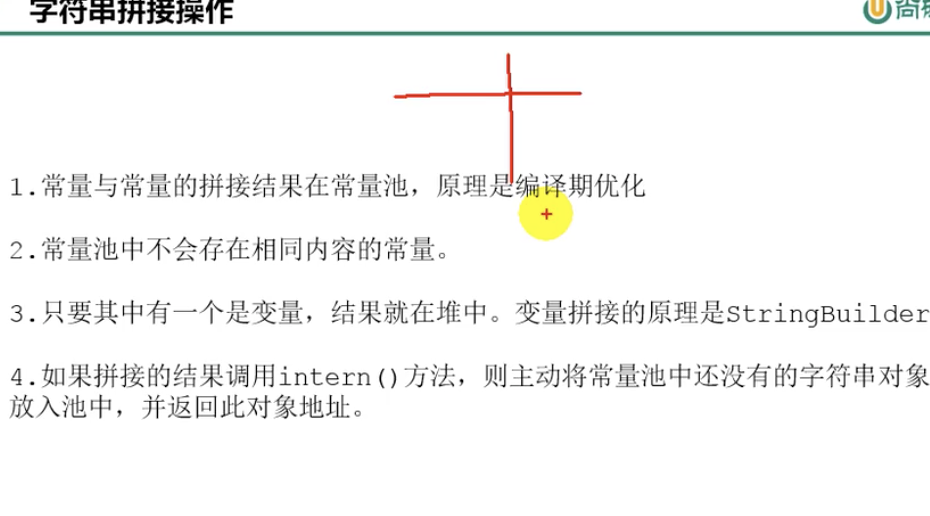 字符串拼接操作
尚
1.常量与常量的拼接结果在常量池，原理是编译期优化
2.常量池中不会存在相同内容的常量。
3.只要其中有一个是变量，结果就在堆中。变量拼接的原理是StringBuilder
4.如果拼接的结果调用intern()方法，则主动将常量池中还没有的字符串对象
放入池中，并返回此对象地址。